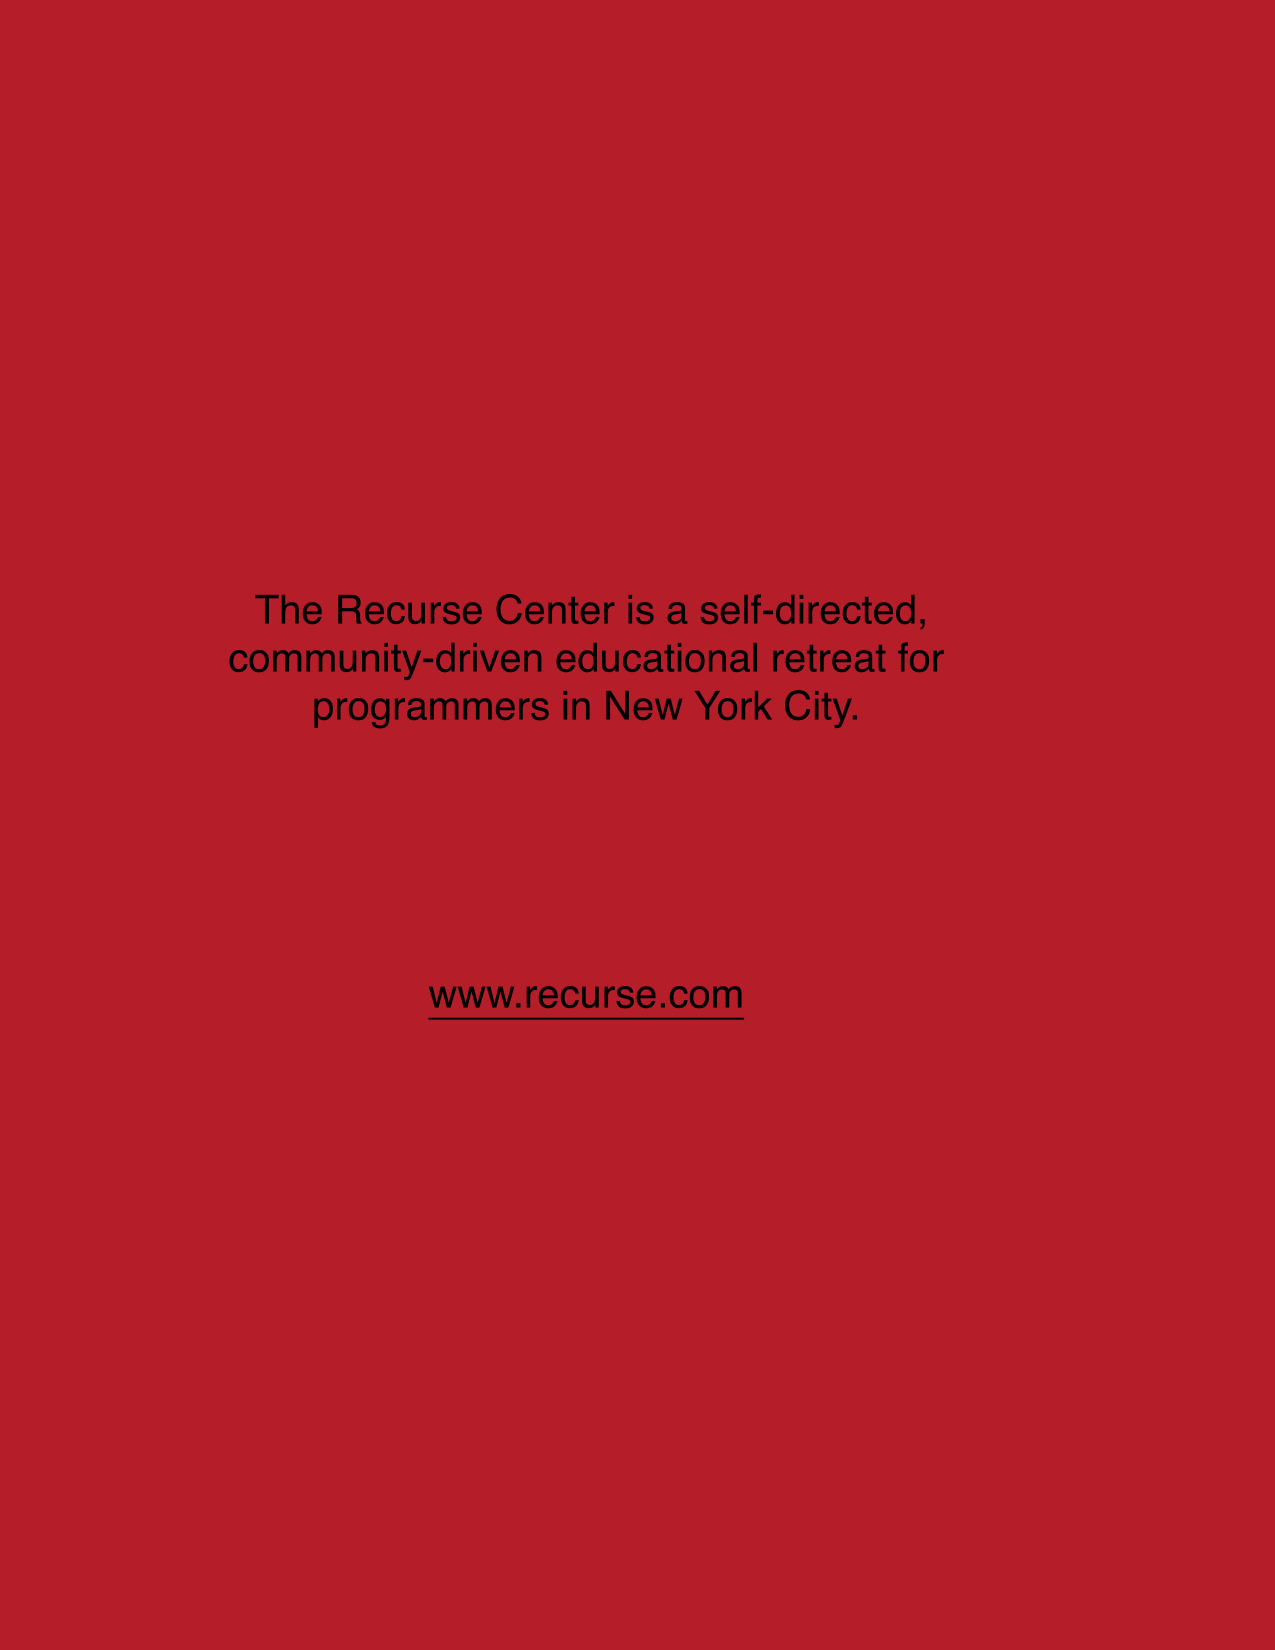 The Recurse Center is a self-directed,
community-driven educational retreat for
programmers in New York City.
www.recurse.com